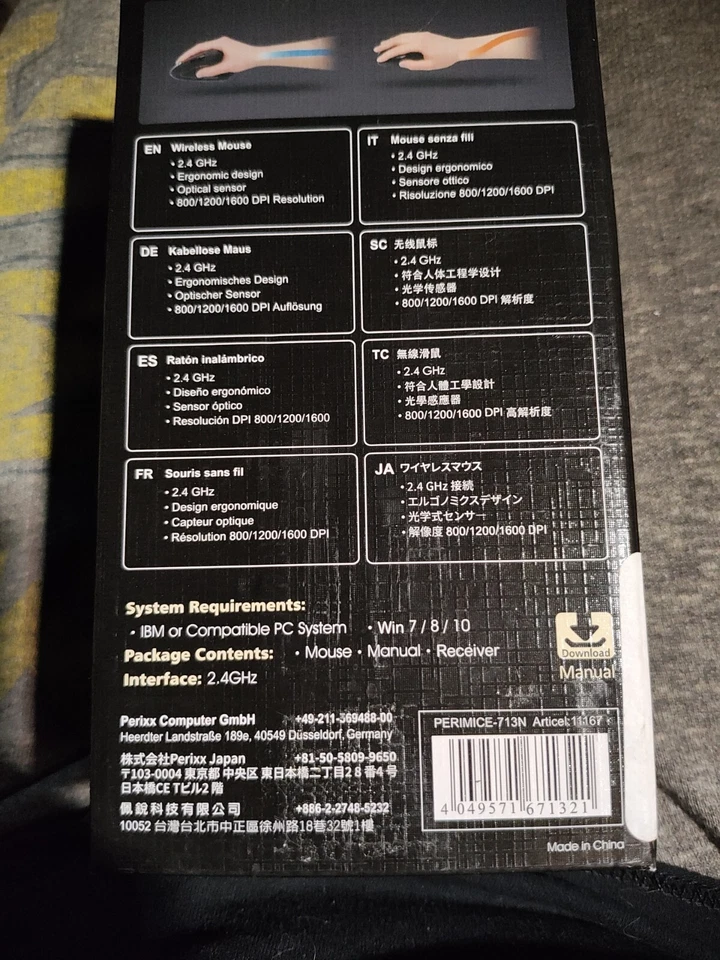 EN Wireless Mouse
• 2.4 GHz
• Ergonomic design
• Optical sensor
• 800/1200/1600 DPI Resolution
IT Mouse senza fili
• 2.4 GHz
• Design ergonomico
• Sensore ottico
• Risoluzione 800/1200/1600 DPI
DE Kabellose Maus
• 2.4 GHz
• Ergonomisches Design
• Optischer Sensor
• 800/1200/1600 DPI Auflösung
SC 无线鼠标
• 2.4 GHz
• 符合人体工程学设计
• 光学传感器
• 800/1200/1600 DPI 解析度
ES Ratón inalámbrico
• 2.4 GHz
• Diseño ergonómico
• Sensor óptico
• Resolución DPI 800/1200/1600
TC 無線滑鼠
• 2.4 GHz
• 符合人體工學設計
• 光學感應器
• 800/1200/1600 DPI 高解析度
FR Souris sans fil
• 2.4 GHz
• Design ergonomique
• Capteur optique
• Résolution 800/1200/1600 DPI
JA ワイヤレスマウス
• 2.4 GHz 接続
• エルゴノミクスデザイン
• 光学式センサー
• 解像度 800/1200/1600 DPI
System Requirements:
• IBM or Compatible PC System • Win 7 / 8 / 10
Package Contents: • Mouse • Manual • Receiver
Interface: 2.4GHz
Download
Manual
Perixx Computer GmbH +49-211-369488-00
Heerdter Landstraße 189e, 40549 Düsseldorf, Germany
株式会社Perixx Japan +81-50-5809-9650
〒103-0004 東京都 中央区 東日本橋二丁目2 8 番4 号
日本橋CE Tビル2 階
佩銳科技有限公司 +886-2-2748-5232
10052 台灣台北市中正區徐州路18巷32號1樓
PERIMICE-713N Articel:11167
4 049571 671321
Made in China